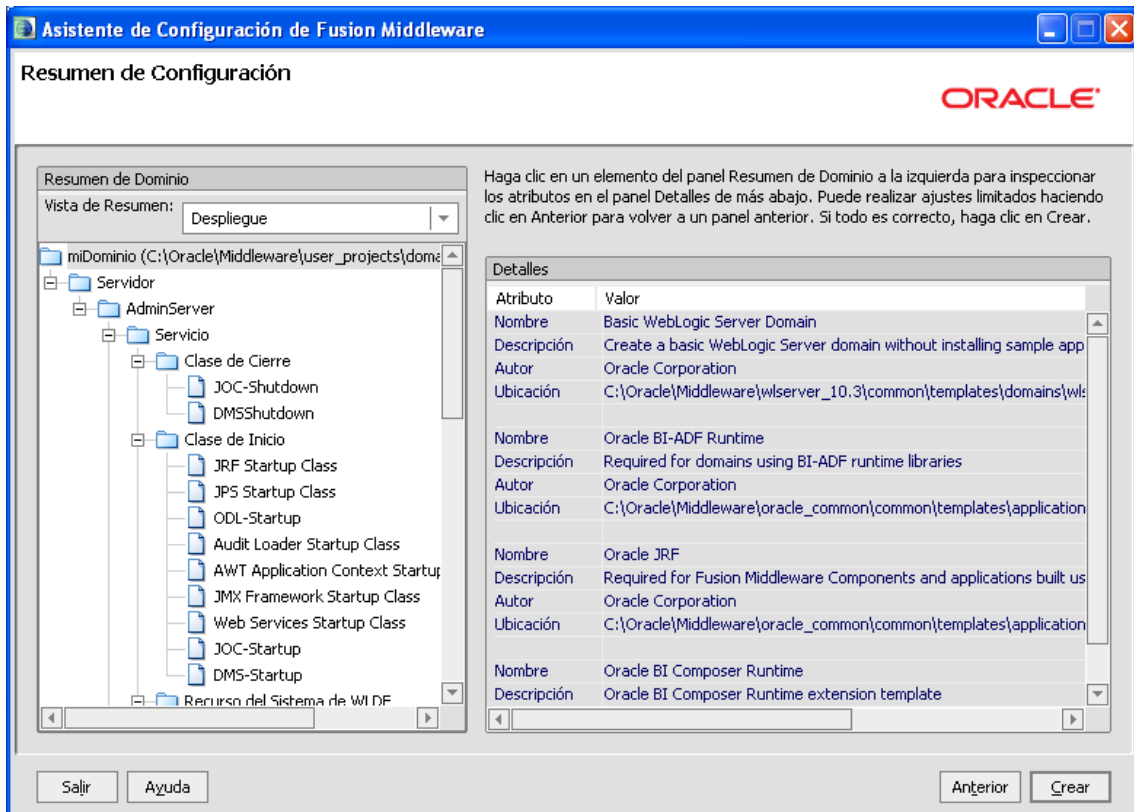 Asistente de Configuración de Fusion Middleware
Resumen de Configuración
ORACLE
Resumen de Dominio
Vista de Resumen:
Despliegue
miDominio (C:\Oracle\Middleware\user_projects\doma
Servidor
AdminServer
Servicio
Clase de Cierre
JOC-Shutdown
DMSShutdown
Clase de Inicio
JRF Startup Class
JPS Startup Class
ODL-Startup
Audit Loader Startup Class
AWT Application Context Startup
JMX Framework Startup Class
Web Services Startup Class
JOC-Startup
DMS-Startup
Recurso del Sistema de WLDF
Haga clic en un elemento del panel Resumen de Dominio a la izquierda para inspeccionar
los atributos en el panel Detalles de más abajo. Puede realizar ajustes limitados haciendo
clic en Anterior para volver a un panel anterior. Si todo es correcto, haga clic en Crear.
Detalles
Atributo Valor
Nombre Basic WebLogic Server Domain
Descripción Create a basic WebLogic Server domain without installing sample app
Autor Oracle Corporation
Ubicación C:\Oracle\Middleware\wlserver_10.3\common\templates\domains\wls
Nombre Oracle BI-ADF Runtime
Descripción Required for domains using BI-ADF runtime libraries
Autor Oracle Corporation
Ubicación C:\Oracle\Middleware\oracle_common\common\templates\application
Nombre Oracle JRF
Descripción Required for Fusion Middleware Components and applications built us
Autor Oracle Corporation
Ubicación C:\Oracle\Middleware\oracle_common\common\templates\application
Nombre Oracle BI Composer Runtime
Descripción Oracle BI Composer Runtime extension template
Salir Ayuda Anterior Crear